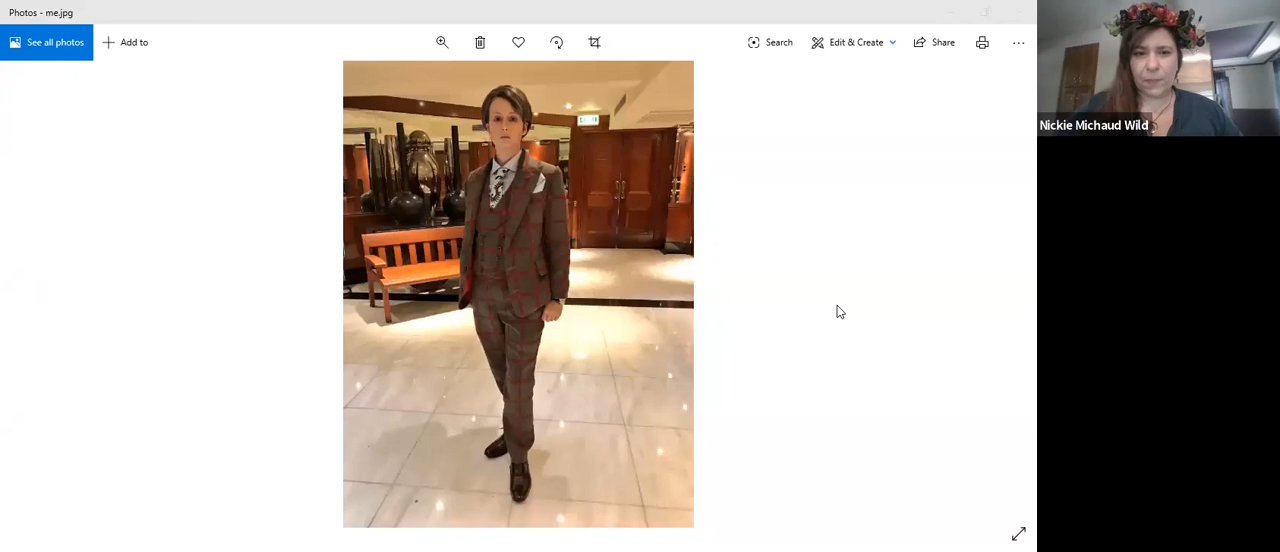 Photos - me.jpg
See all photos
Add to
Search
Edit & Create
Share
Nickie Michaud Wild